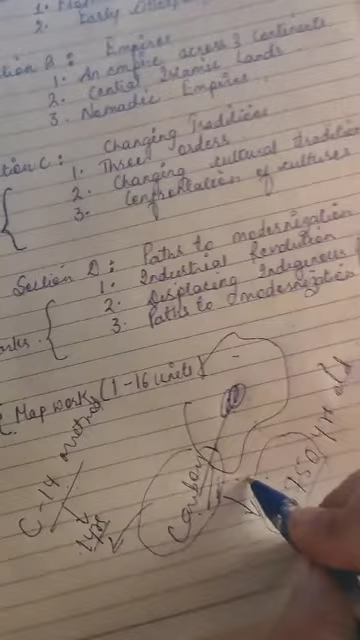 2. Early
Section B: Empires
1. An empire across 3 continents
2. Central Islamic Lands
3. Nomadic Empires.
Section C: Changing Traditions
1. Three orders
2. Changing cultural traditions
3. Confrontation of cultures
Section D: Paths to modernization
1. Industrial Revolution
2. Displacing Indigenous
3. Paths to modernization
Map work (1-16 units)
C-14 method
Carbon
750 yrs old